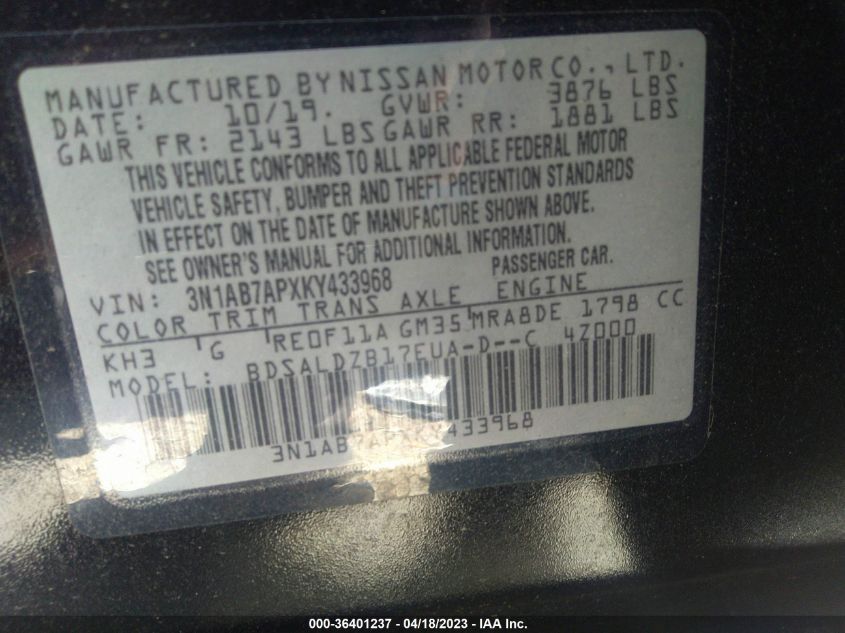 MANUFACTURED BY NISSAN MOTOR CO., LTD.
DATE: 10/19. GVWR: 3876 LBS
GAWR FR: 2143 LBS GAWR RR: 1881 LBS
THIS VEHICLE CONFORMS TO ALL APPLICABLE FEDERAL MOTOR
VEHICLE SAFETY, BUMPER AND THEFT PREVENTION STANDARDS
IN EFFECT ON THE DATE OF MANUFACTURE SHOWN ABOVE.
SEE OWNER'S MANUAL FOR ADDITIONAL INFORMATION.
VIN: 3N1AB7APXKY433968 PASSENGER CAR.
COLOR TRIM TRANS AXLE ENGINE
KH3 G RE0F11A GM35 MRA8DE 1798 CC
MODEL: BDSALDZB17EUA-D--C 4Z000
3N1AB7APXKY433968
000-36401237 - 04/18/2023 - IAA Inc.